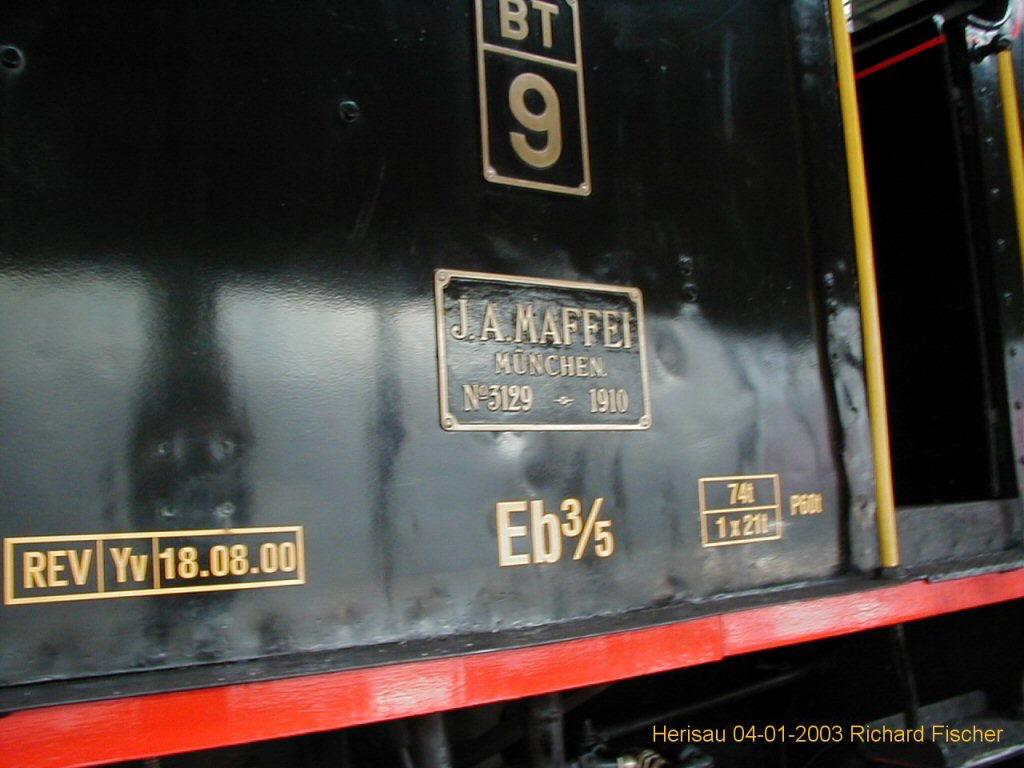 BT
9
J.A.MAFFEI
MÜNCHEN.
Nº3129 - 1910
REV Yv 18.08.00
Eb3/5
74t
1 x 21t
P60t
Herisau 04-01-2003 Richard Fischer